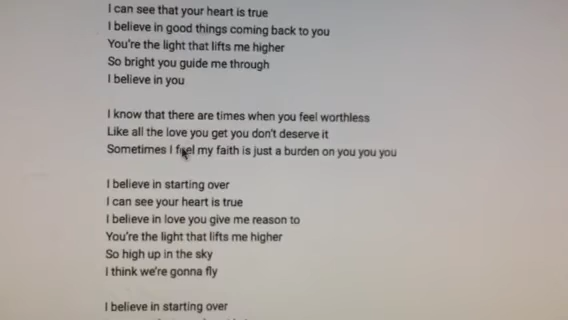 I can see that your heart is true
I believe in good things coming back to you
You're the light that lifts me higher
So bright you guide me through
I believe in you
I know that there are times when you feel worthless
Like all the love you get you don't deserve it
Sometimes I feel my faith is just a burden on you you you
I believe in starting over
I can see your heart is true
I believe in love you give me reason to
You're the light that lifts me higher
So high up in the sky
I think we're gonna fly
I believe in starting over